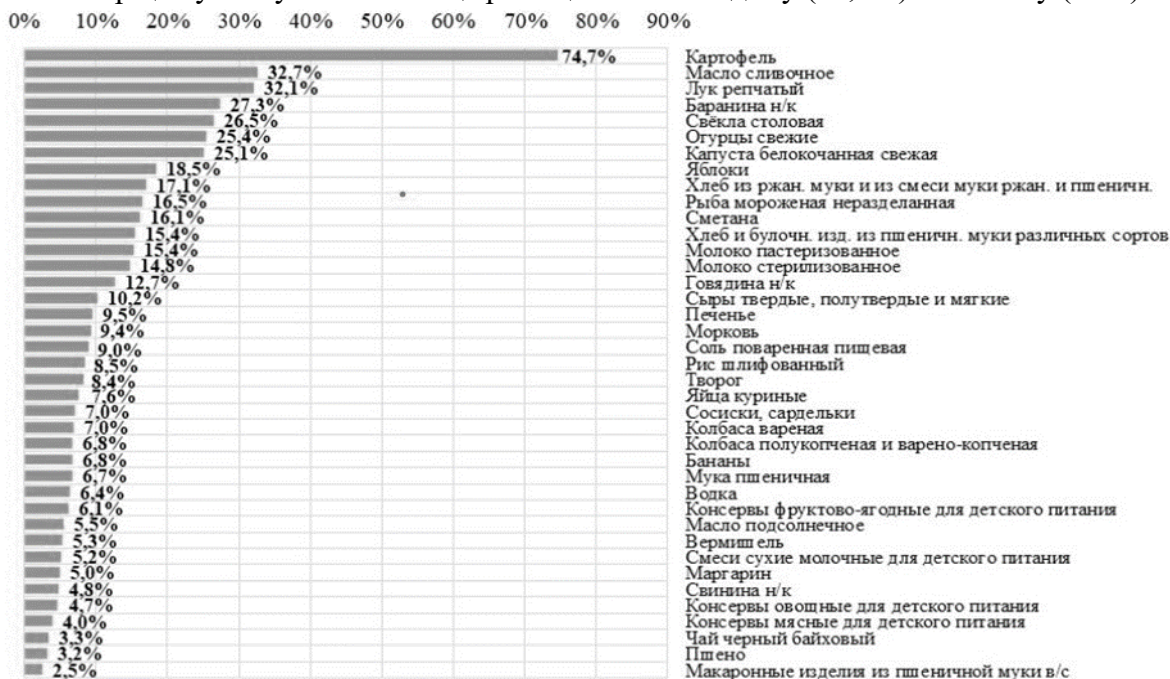 0% 10% 20% 30% 40% 50% 60% 70% 80% 90%
74,7% Картофель
32,7% Масло сливочное
32,1% Лук репчатый
27,3% Баранина н/к
26,5% Свёкла столовая
25,4% Огурцы свежие
25,1% Капуста белокочанная свежая
18,5% Яблоки
17,1% Хлеб из ржан. муки и из смеси муки ржан. и пшеничн.
16,5% Рыба мороженая неразделанная
16,1% Сметана
15,4% Хлеб и булочн. изд. из пшеничн. муки различных сортов
15,4% Молоко пастеризованное
14,8% Молоко стерилизованное
12,7% Говядина н/к
10,2% Сыры твердые, полутвердые и мягкие
9,5% Печенье
9,4% Морковь
9,0% Соль поваренная пищевая
8,5% Рис шлифованный
8,4% Творог
7,6% Яйца куриные
7,0% Сосиски, сардельки
7,0% Колбаса вареная
6,8% Колбаса полукопченая и варено-копченая
6,8% Бананы
6,7% Мука пшеничная
6,4% Водка
6,1% Консервы фруктово-ягодные для детского питания
5,5% Масло подсолнечное
5,3% Вермишель
5,2% Смеси сухие молочные для детского питания
5,0% Маргарин
4,8% Свинина н/к
4,7% Консервы овощные для детского питания
4,0% Консервы мясные для детского питания
3,3% Чай черный байховый
3,2% Пшено
2,5% Макаронные изделия из пшеничной муки в/с